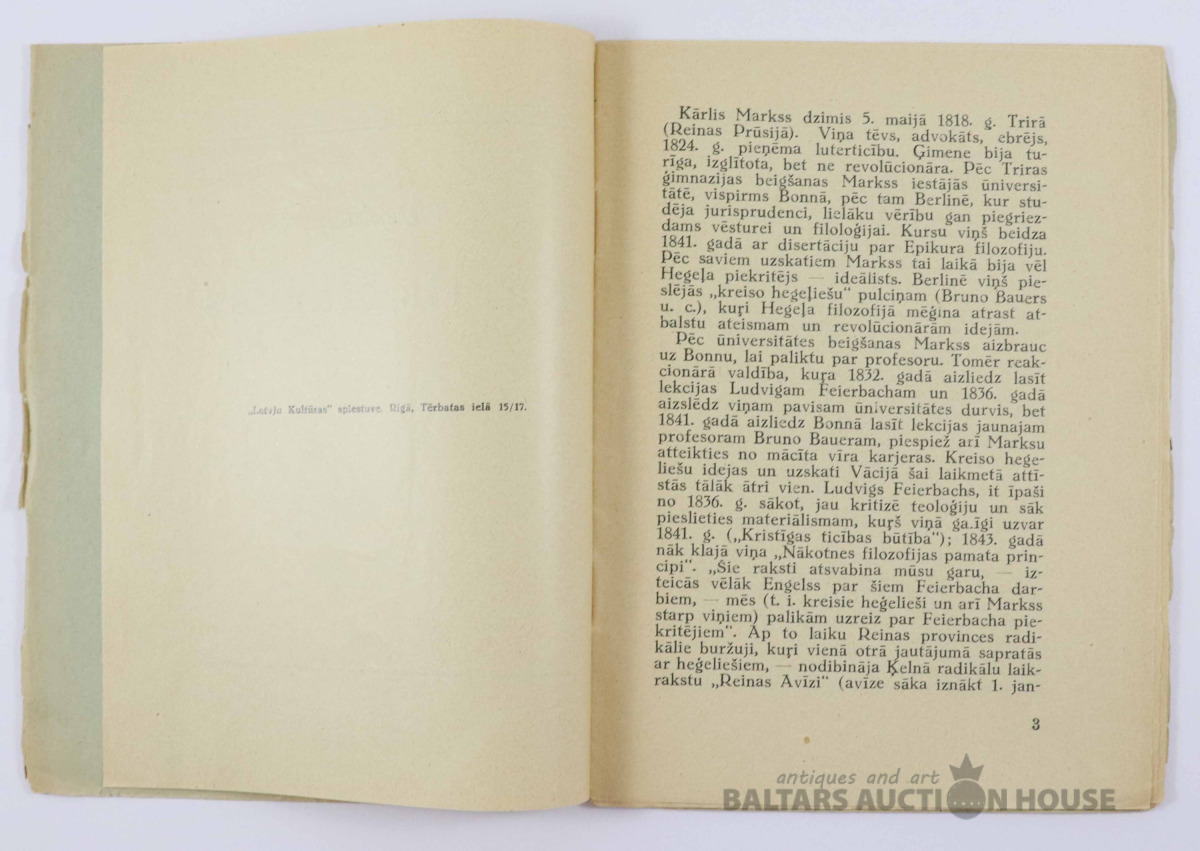 „Latvju Kultūras" spiestuve. Rīgā, Tērbatas ielā 15/17.
Kārlis Markss dzimis 5. maijā 1818. g. Trirā
(Reinas Prūsijā). Viņa tēvs, advokāts, ebrējs,
1824. g. pieņēma luterticību. Ģimene bija tu-
rīga, izglītota, bet ne revolūcionāra. Pēc Triras
ģimnazijas beigšanas Markss iestājās ūniversi-
tātē, vispirms Bonnā, pēc tam Berlinē, kur stu-
dēja jurisprudenci, lielāku vērību gan piegriez-
dams vēsturei un filoloģijai. Kursu viņš beidza
1841. gadā ar disertāciju par Epikura filozofiju.
Pēc saviem uzskatiem Markss tai laikā bija vēl
Hegeļa piekritējs — ideālists. Berlinē viņš pie-
slējās „kreiso hegeliešu" pulciņam (Bruno Bauers
u. c.), kuŗi Hegeļa filozofijā mēģina atrast at-
balstu ateismam un revolūcionārām idejām.
Pēc ūniversitātes beigšanas Markss aizbrauc
uz Bonnu, lai paliktu par profesoru. Tomēr reak-
cionārā valdība, kuŗa 1832. gadā aizliedz lasīt
lekcijas Ludvigam Feierbacham un 1836. gadā
aizslēdz viņam pavisam ūniversitātes durvis, bet
1841. gadā aizliedz Bonnā lasīt lekcijas jaunajam
profesoram Bruno Baueram, piespiež arī Marksu
atteikties no mācīta vīra karjeras. Kreiso hege-
liešu idejas un uzskati Vācijā šai laikmetā attī-
stās tālāk ātri vien. Ludvigs Feierbachs, it īpaši
no 1836. g. sākot, jau kritizē teoloģiju un sāk
pieslieties materiālismam, kuŗš viņā ga.īgi uzvar
1841. g. („Kristīgas ticības būtība"); 1843. gadā
nāk klajā viņa „Nākotnes filozofijas pamata prin-
cipi". „Šie raksti atsvabina mūsu garu, — iz-
teicās vēlāk Engelss par šiem Feierbacha dar-
biem, — mēs (t. i. kreisie heģelieši un arī Markss
starp viņiem) palikām uzreiz par Feierbacha pie-
kritējiem". Ap to laiku Reinas provinces radi-
kālie buržuji, kuŗi vienā otrā jautājumā sapratās
ar heģeliešiem, — nodibināja Ķelnā radikālu laik-
rakstu „Reinas Avīzi" (avīze sāka iznākt 1. jan-
3
antiques and art
BALTARS AUCTION HOUSE